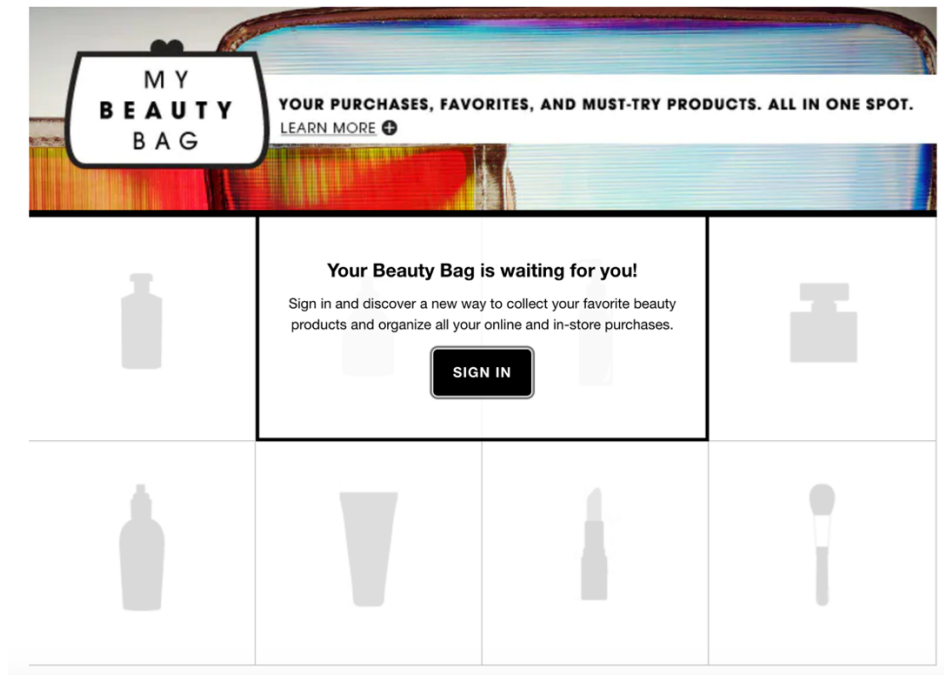 MY
BEAUTY
BAG
YOUR PURCHASES, FAVORITES, AND MUST-TRY PRODUCTS. ALL IN ONE SPOT.
LEARN MORE
Your Beauty Bag is waiting for you!
Sign in and discover a new way to collect your favorite beauty
products and organize all your online and in-store purchases.
SIGN IN